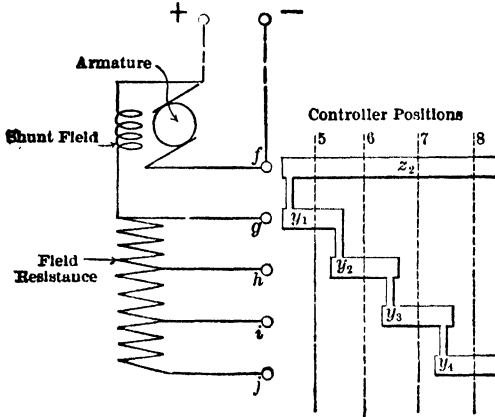 + −
Armature
Shunt Field
Field
Resistance
f
g
h
i
j
Controller Positions
5 6 7 8
z2
y1
y2
y3
y4